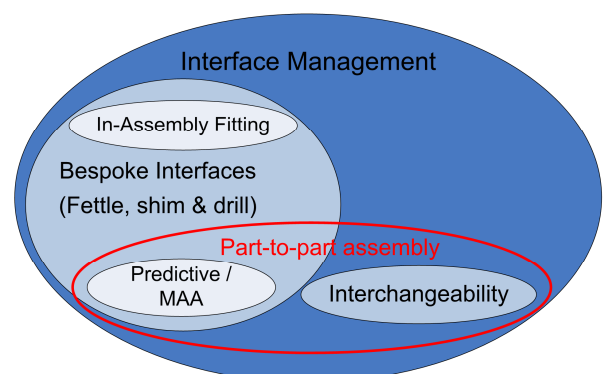 Interface Management
In-Assembly Fitting
Bespoke Interfaces
(Fettle, shim & drill)
Part-to-part assembly
Predictive /
MAA
Interchangeability